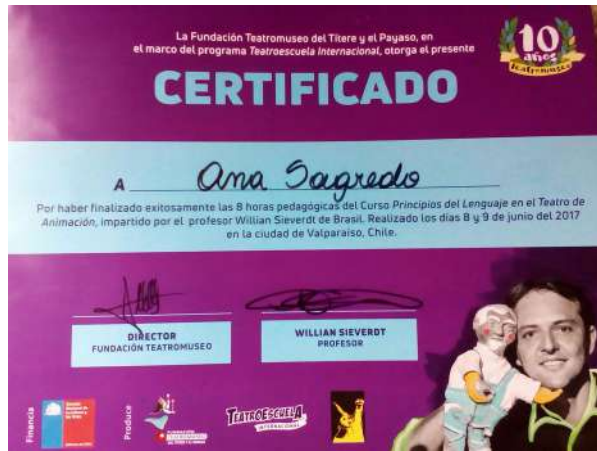 La Fundación Teatromuseo del Títere y el Payaso, en
el marco del programa Teatroescuela Internacional, otorga el presente
10
años
Teatromuseo
CERTIFICADO
A Ana Sagredo
Por haber finalizado exitosamente las 8 horas pedagógicas del Curso Principios del Lenguaje en el Teatro de
Animación, impartido por el profesor Willian Sieverdt de Brasil. Realizado los días 8 y 9 de junio del 2017
en la ciudad de Valparaíso, Chile.
DIRECTOR
FUNDACIÓN TEATROMUSEO
WILLIAN SIEVERDT
PROFESOR
Financia
Produce
TEATROESCUELA
INTERNACIONAL